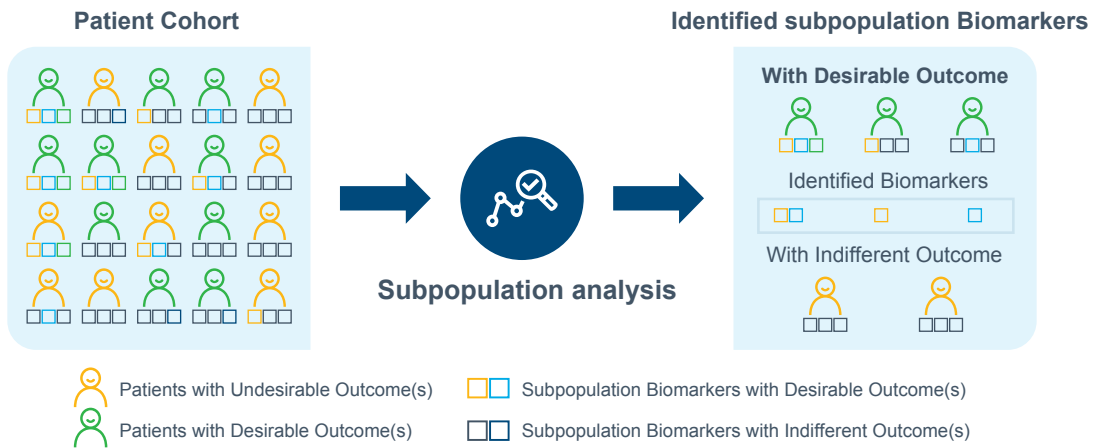 Patient Cohort
Identified subpopulation Biomarkers
With Desirable Outcome
Identified Biomarkers
With Indifferent Outcome
Subpopulation analysis
Patients with Undesirable Outcome(s)
Subpopulation Biomarkers with Desirable Outcome(s)
Patients with Desirable Outcome(s)
Subpopulation Biomarkers with Indifferent Outcome(s)